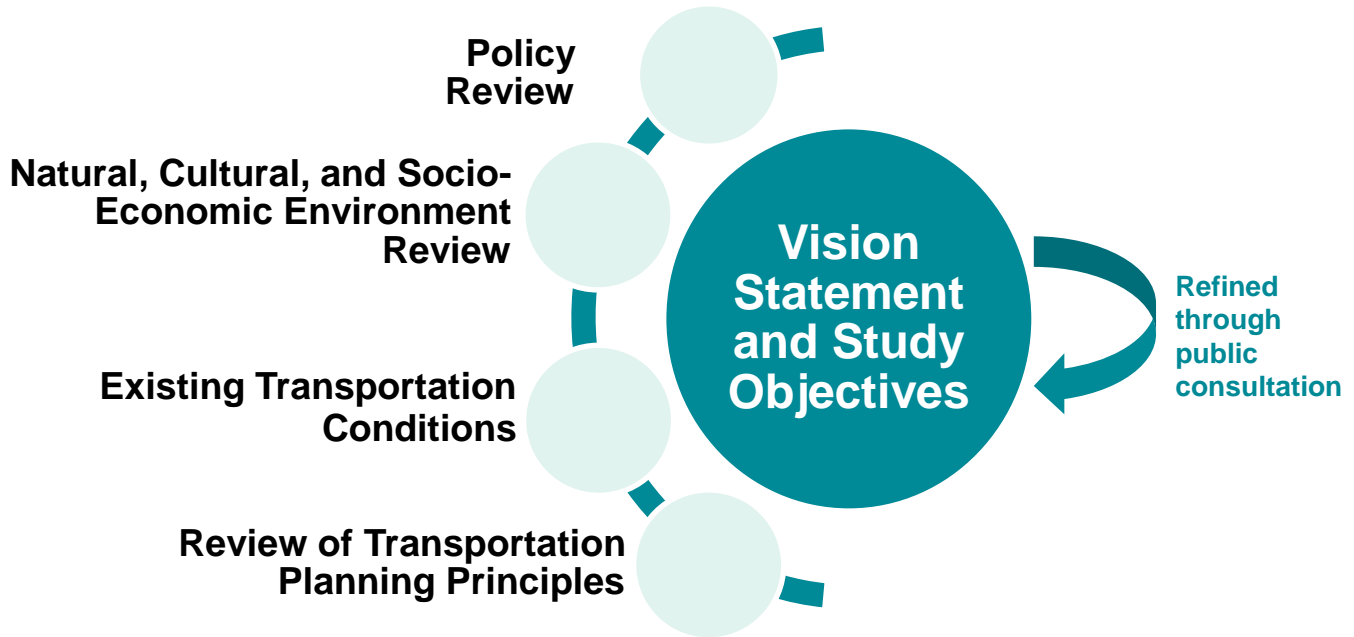 Policy
Review
Natural, Cultural, and Socio-
Economic Environment
Review
Existing Transportation
Conditions
Review of Transportation
Planning Principles
Vision
Statement
and Study
Objectives
Refined
through
public
consultation